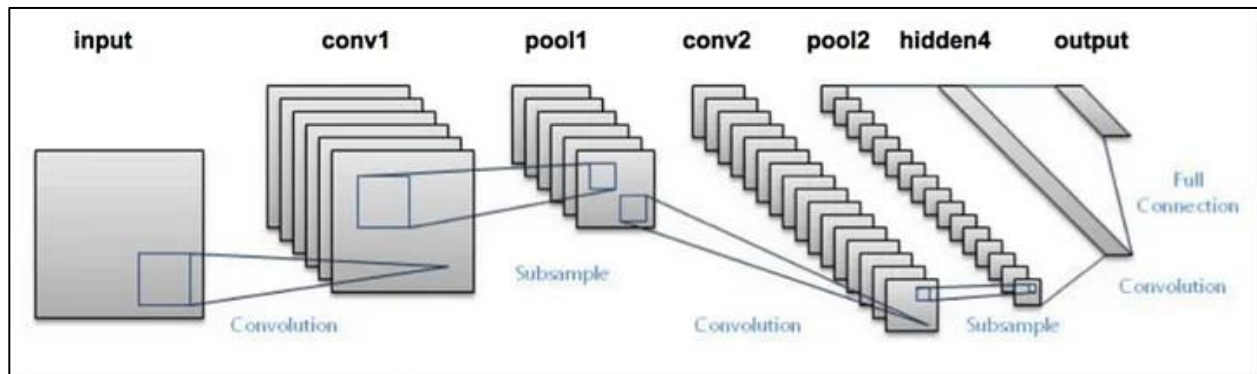 input conv1 pool1 conv2 pool2 hidden4 output
Full
Connection
Subsample
Convolution
Convolution
Convolution
Subsample